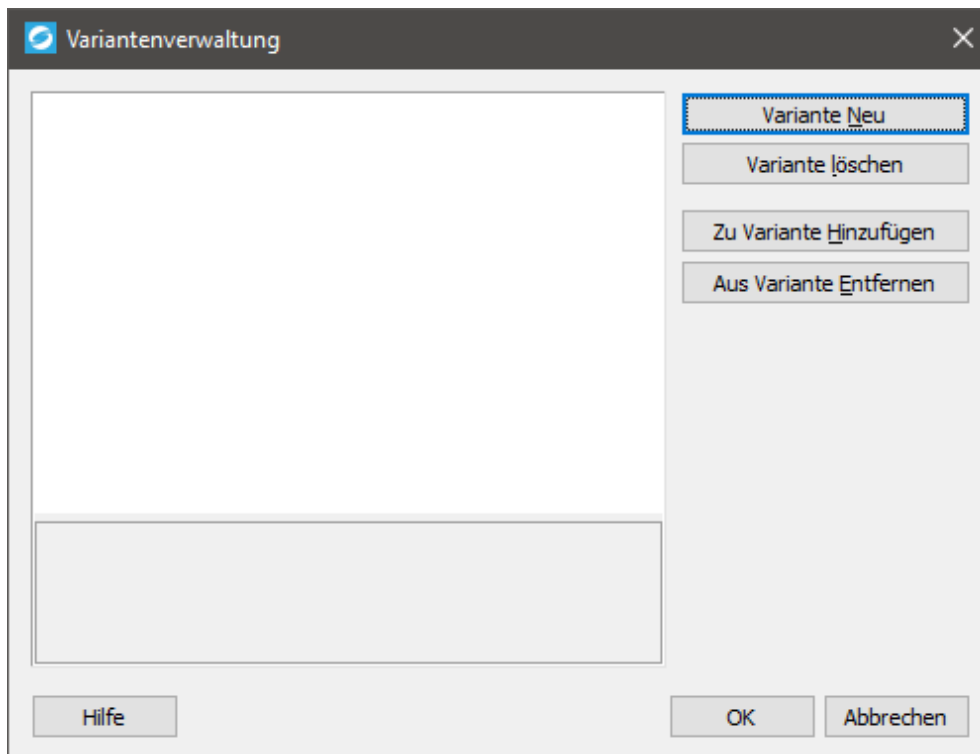 Variantenverwaltung
Variante Neu
Variante löschen
Zu Variante Hinzufügen
Aus Variante Entfernen
Hilfe
OK
Abbrechen